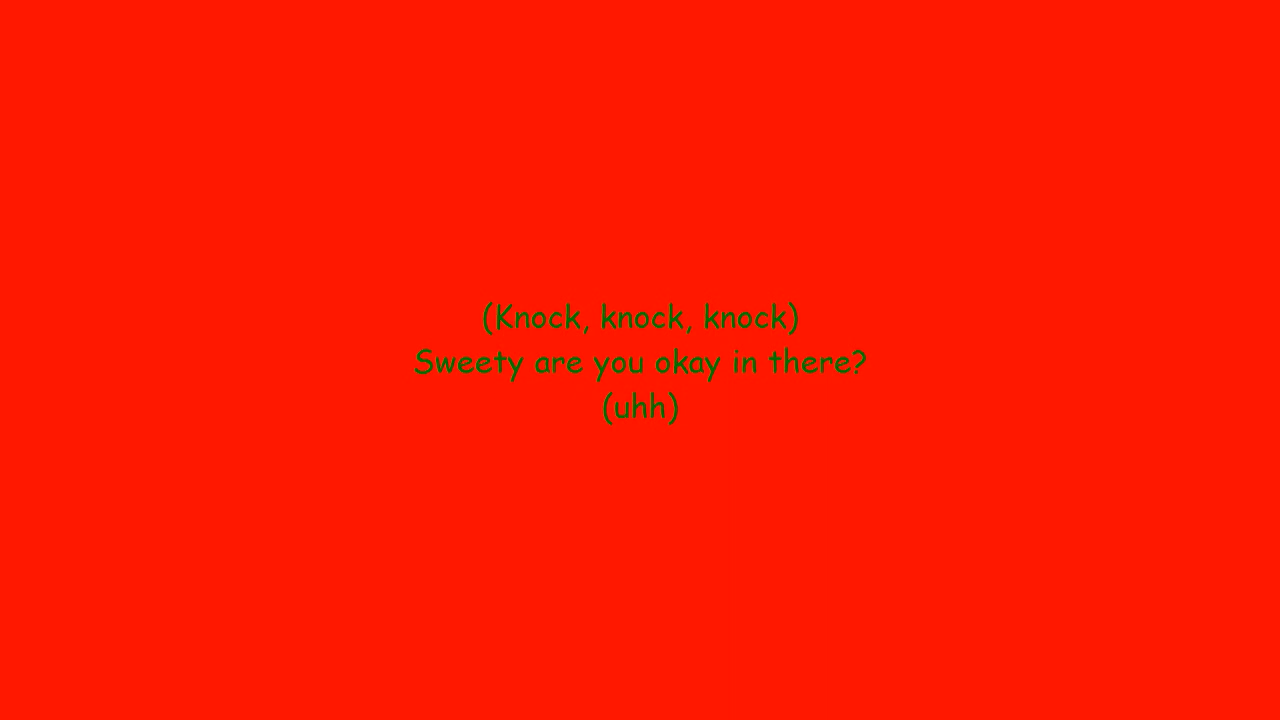 (Knock, knock, knock)
Sweety are you okay in there?
(uhh)